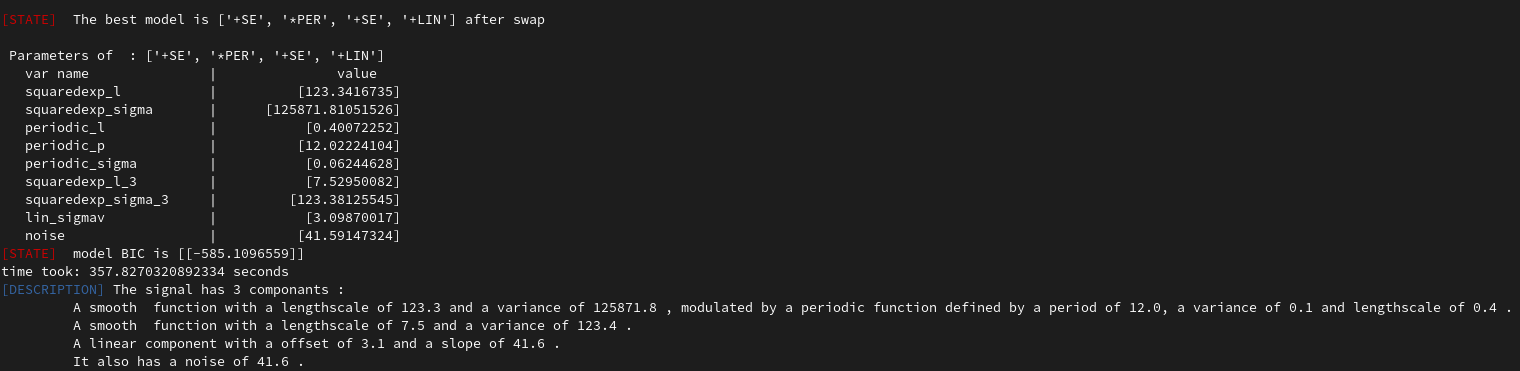 [STATE] The best model is ['+SE', '*PER', '+SE', '+LIN'] after swap
Parameters of : ['+SE', '*PER', '+SE', '+LIN']
var name | value
squaredexp_l | [123.3416735]
squaredexp_sigma | [125871.81051526]
periodic_l | [0.40072252]
periodic_p | [12.02224104]
periodic_sigma | [0.06244628]
squaredexp_l_3 | [7.52950082]
squaredexp_sigma_3 | [123.38125545]
lin_sigmav | [3.09870017]
noise | [41.59147324]
[STATE] model BIC is [[-585.1096559]]
time took: 357.8270320892334 seconds
[DESCRIPTION] The signal has 3 componants :
A smooth function with a lengthscale of 123.3 and a variance of 125871.8 , modulated by a periodic function defined by a period of 12.0, a variance of 0.1 and lengthscale of 0.4 .
A smooth function with a lengthscale of 7.5 and a variance of 123.4 .
A linear component with a offset of 3.1 and a slope of 41.6 .
It also has a noise of 41.6 .